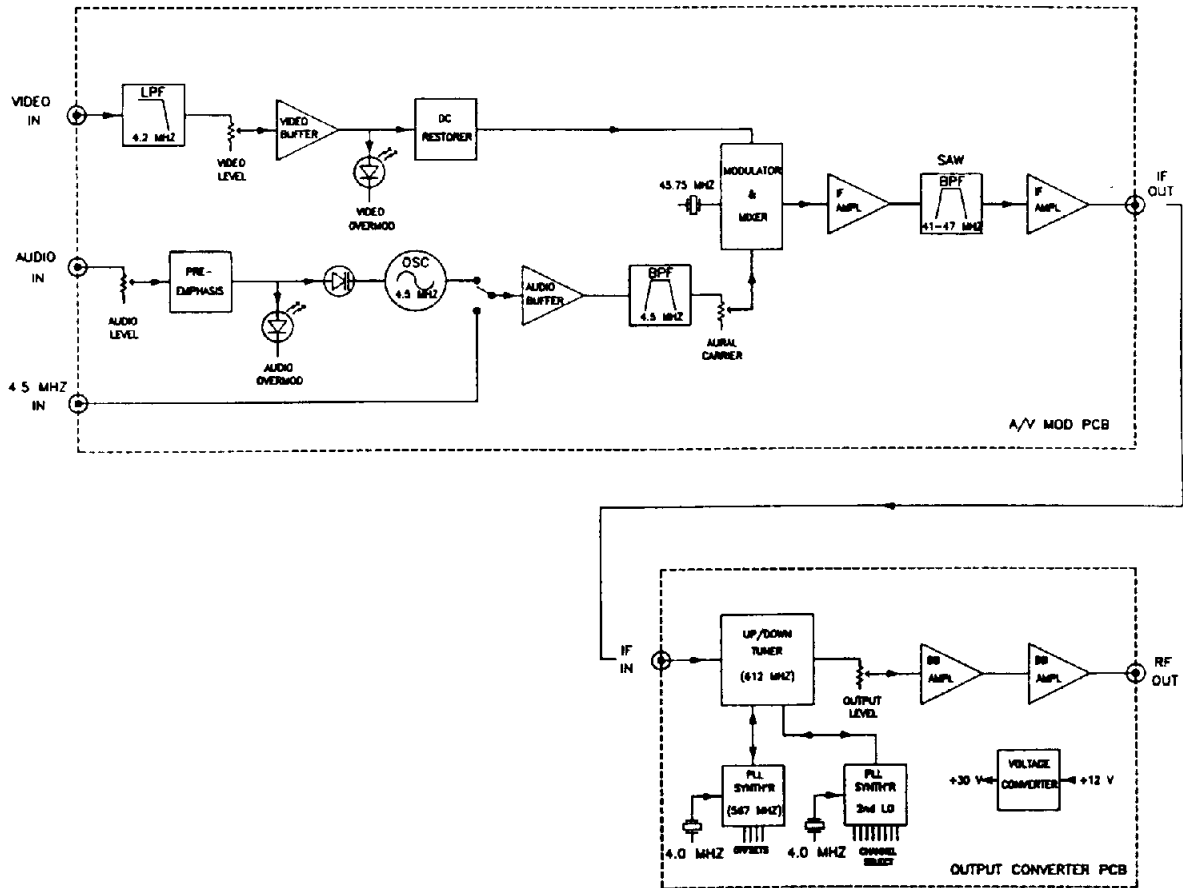 VIDEO
IN
LPF
4.2 MHZ
VIDEO
LEVEL
VIDEO
BUFFER
VIDEO
OVERMOD
DC
RESTORER
45.75 MHZ
MODULATOR
&
MIXER
IF
AMPL
SAW
BPF
41-47 MHZ
IF
AMPL
IF
OUT
AUDIO
IN
AUDIO
LEVEL
PRE-
EMPHASIS
AUDIO
OVERMOD
OSC
4.5 MHZ
AUDIO
BUFFER
BPF
4.5 MHZ
AURAL
CARRIER
4 5 MHZ
IN
A/V MOD PCB
IF
IN
UP/DOWN
TUNER
(612 MHZ)
OUTPUT
LEVEL
BB
AMPL
BB
AMPL
RF
OUT
PLL
SYNTH'R
(567 MHZ)
4.0 MHZ
OFFSETS
PLL
SYNTH'R
2nd LO
4.0 MHZ
CHANNEL
SELECT
+30 V
VOLTAGE
CONVERTER
+12 V
OUTPUT CONVERTER PCB